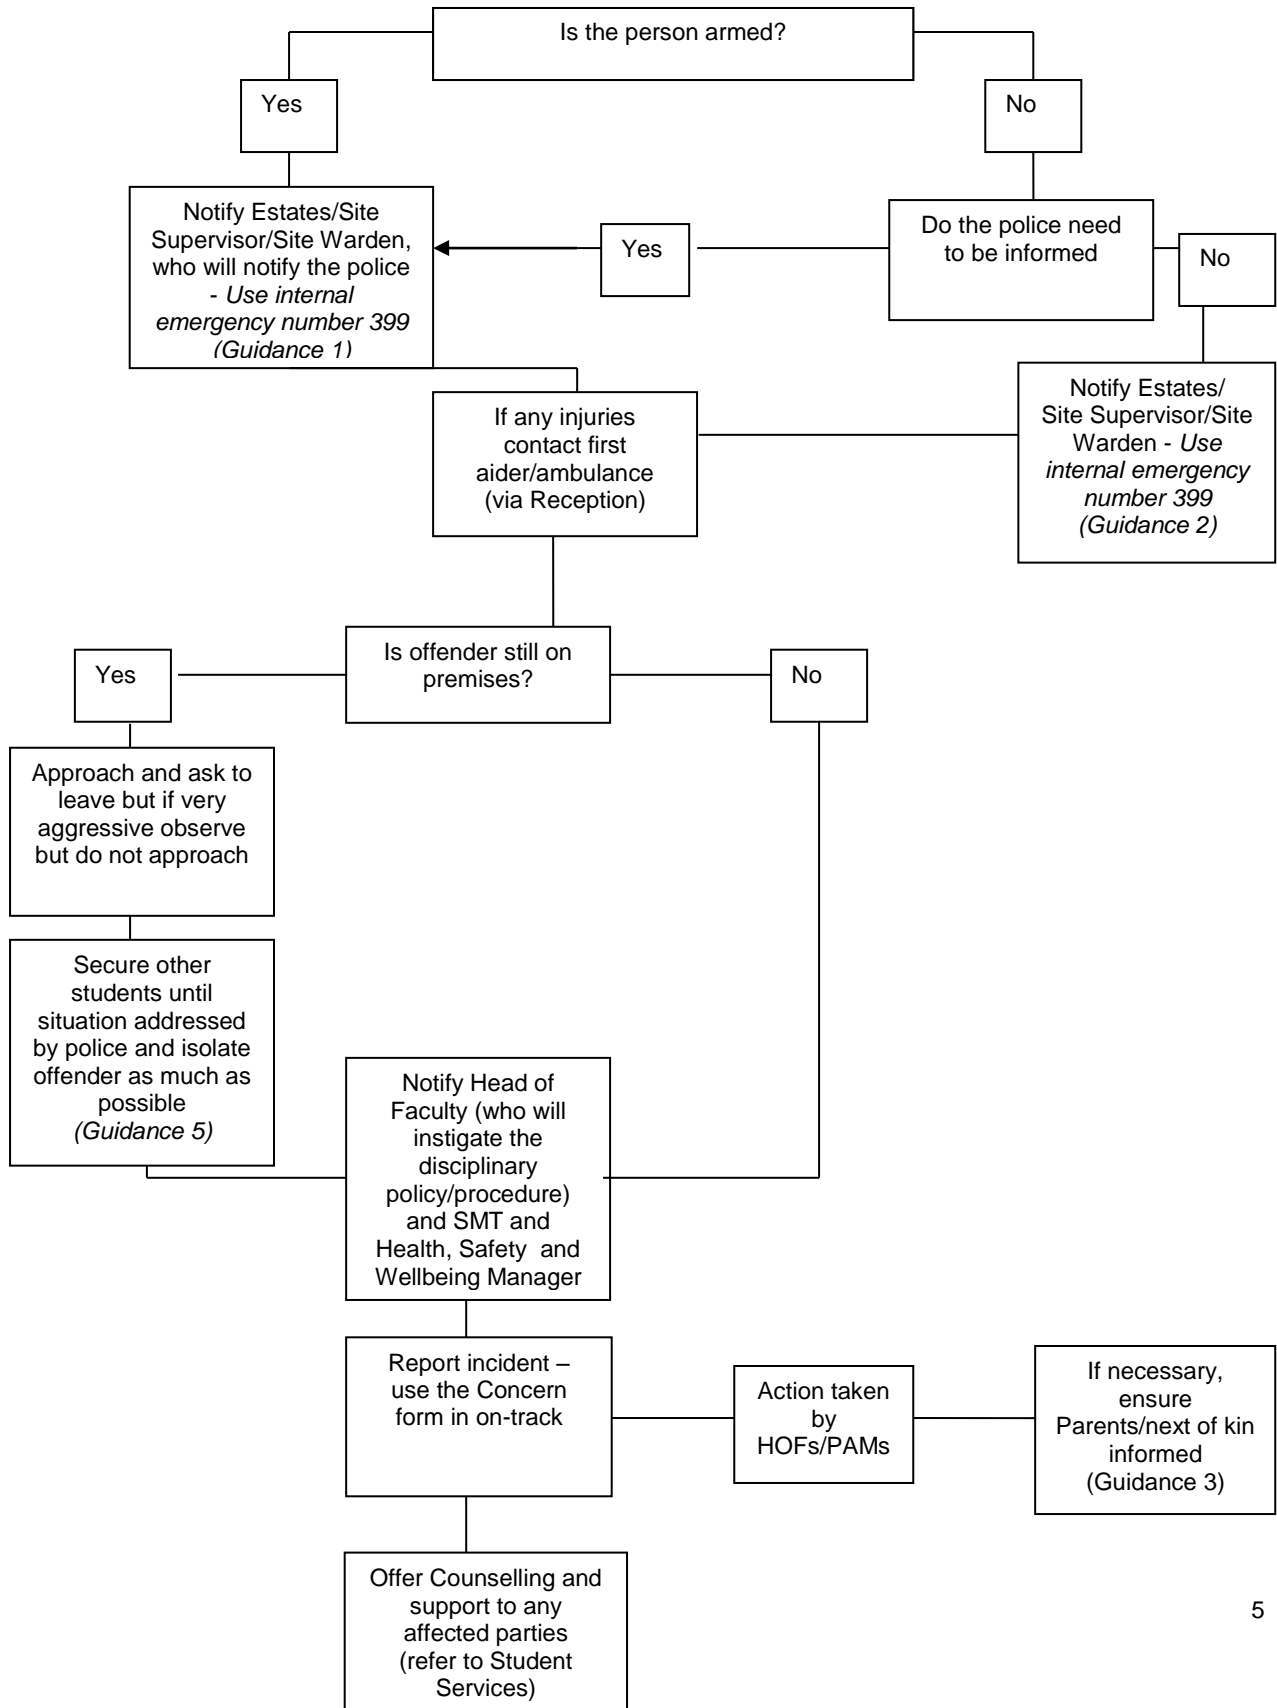 Is the person armed?
Yes
No
Notify Estates/Site
Supervisor/Site Warden,
who will notify the police
- Use internal
emergency number 399
(Guidance 1)
Yes
Do the police need
to be informed
No
If any injuries
contact first
aider/ambulance
(via Reception)
Notify Estates/
Site Supervisor/Site
Warden - Use
internal emergency
number 399
(Guidance 2)
Is offender still on
premises?
Yes
No
Approach and ask to
leave but if very
aggressive observe
but do not approach
Secure other
students until
situation addressed
by police and isolate
offender as much as
possible
(Guidance 5)
Notify Head of
Faculty (who will
instigate the
disciplinary
policy/procedure)
and SMT and
Health, Safety  and
Wellbeing Manager
Report incident –
use the Concern
form in on-track
Action taken
by
HOFs/PAMs
If necessary,
ensure
Parents/next of kin
informed
(Guidance 3)
Offer Counselling and
support to any
affected parties
(refer to Student
Services)
5